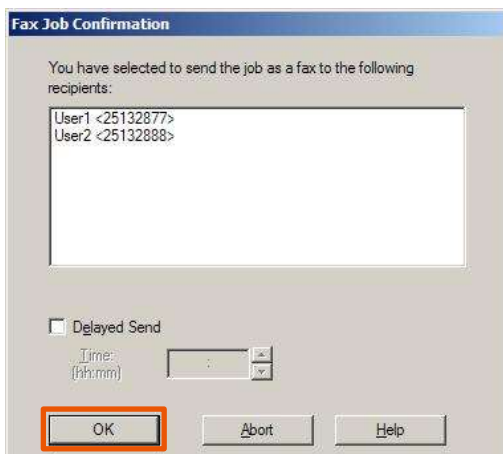 Fax Job Confirmation
You have selected to send the job as a fax to the following
recipients:
User1 <25132877>
User2 <25132888>
Delayed Send
Time:
(hh:mm)
:
OK Abort Help